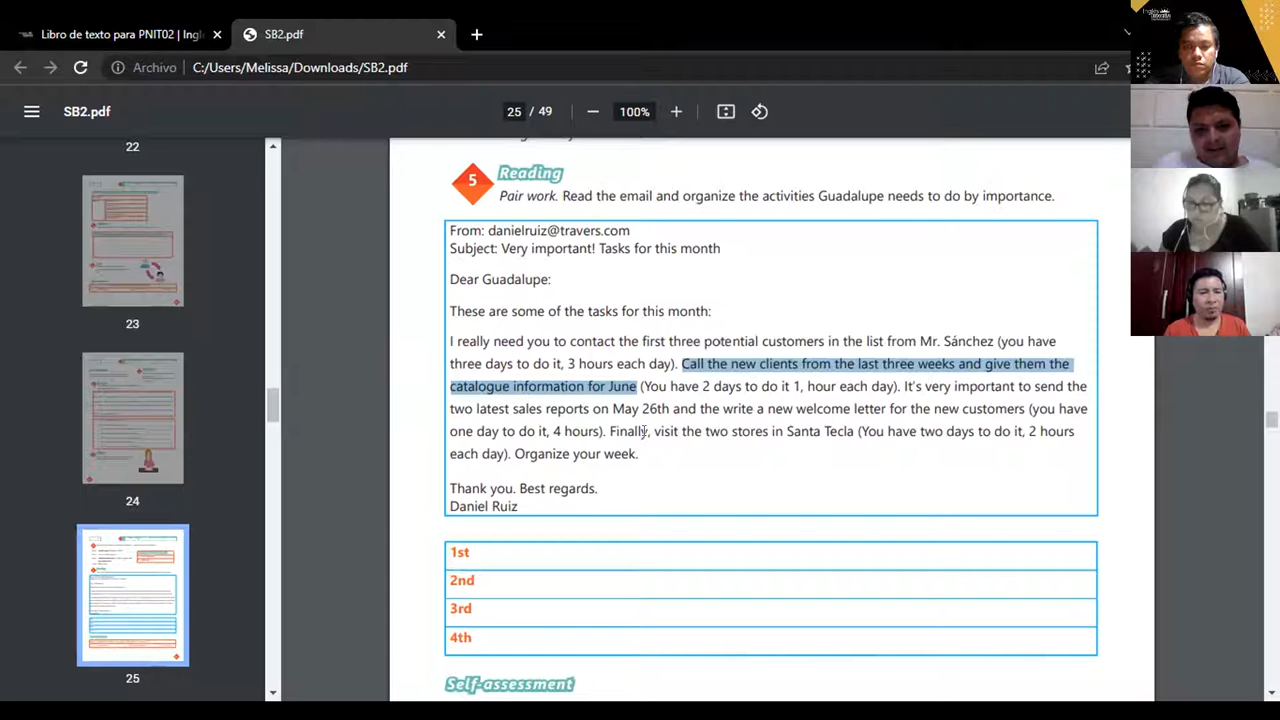 Libro de texto para PNIT02 | Ingl
SB2.pdf
Archivo
C:/Users/Melissa/Downloads/SB2.pdf
SB2.pdf
25 / 49
100%
22
23
24
25
5
Reading
Pair work. Read the email and organize the activities Guadalupe needs to do by importance.
From: danielruiz@travers.com
Subject: Very important! Tasks for this month
Dear Guadalupe:
These are some of the tasks for this month:
I really need you to contact the first three potential customers in the list from Mr. Sánchez (you have
three days to do it, 3 hours each day). Call the new clients from the last three weeks and give them the
catalogue information for June (You have 2 days to do it 1, hour each day). It's very important to send the
two latest sales reports on May 26th and the write a new welcome letter for the new customers (you have
one day to do it, 4 hours). Finally, visit the two stores in Santa Tecla (You have two days to do it, 2 hours
each day). Organize your week.
Thank you. Best regards.
Daniel Ruiz
1st
2nd
3rd
4th
Self-assessment